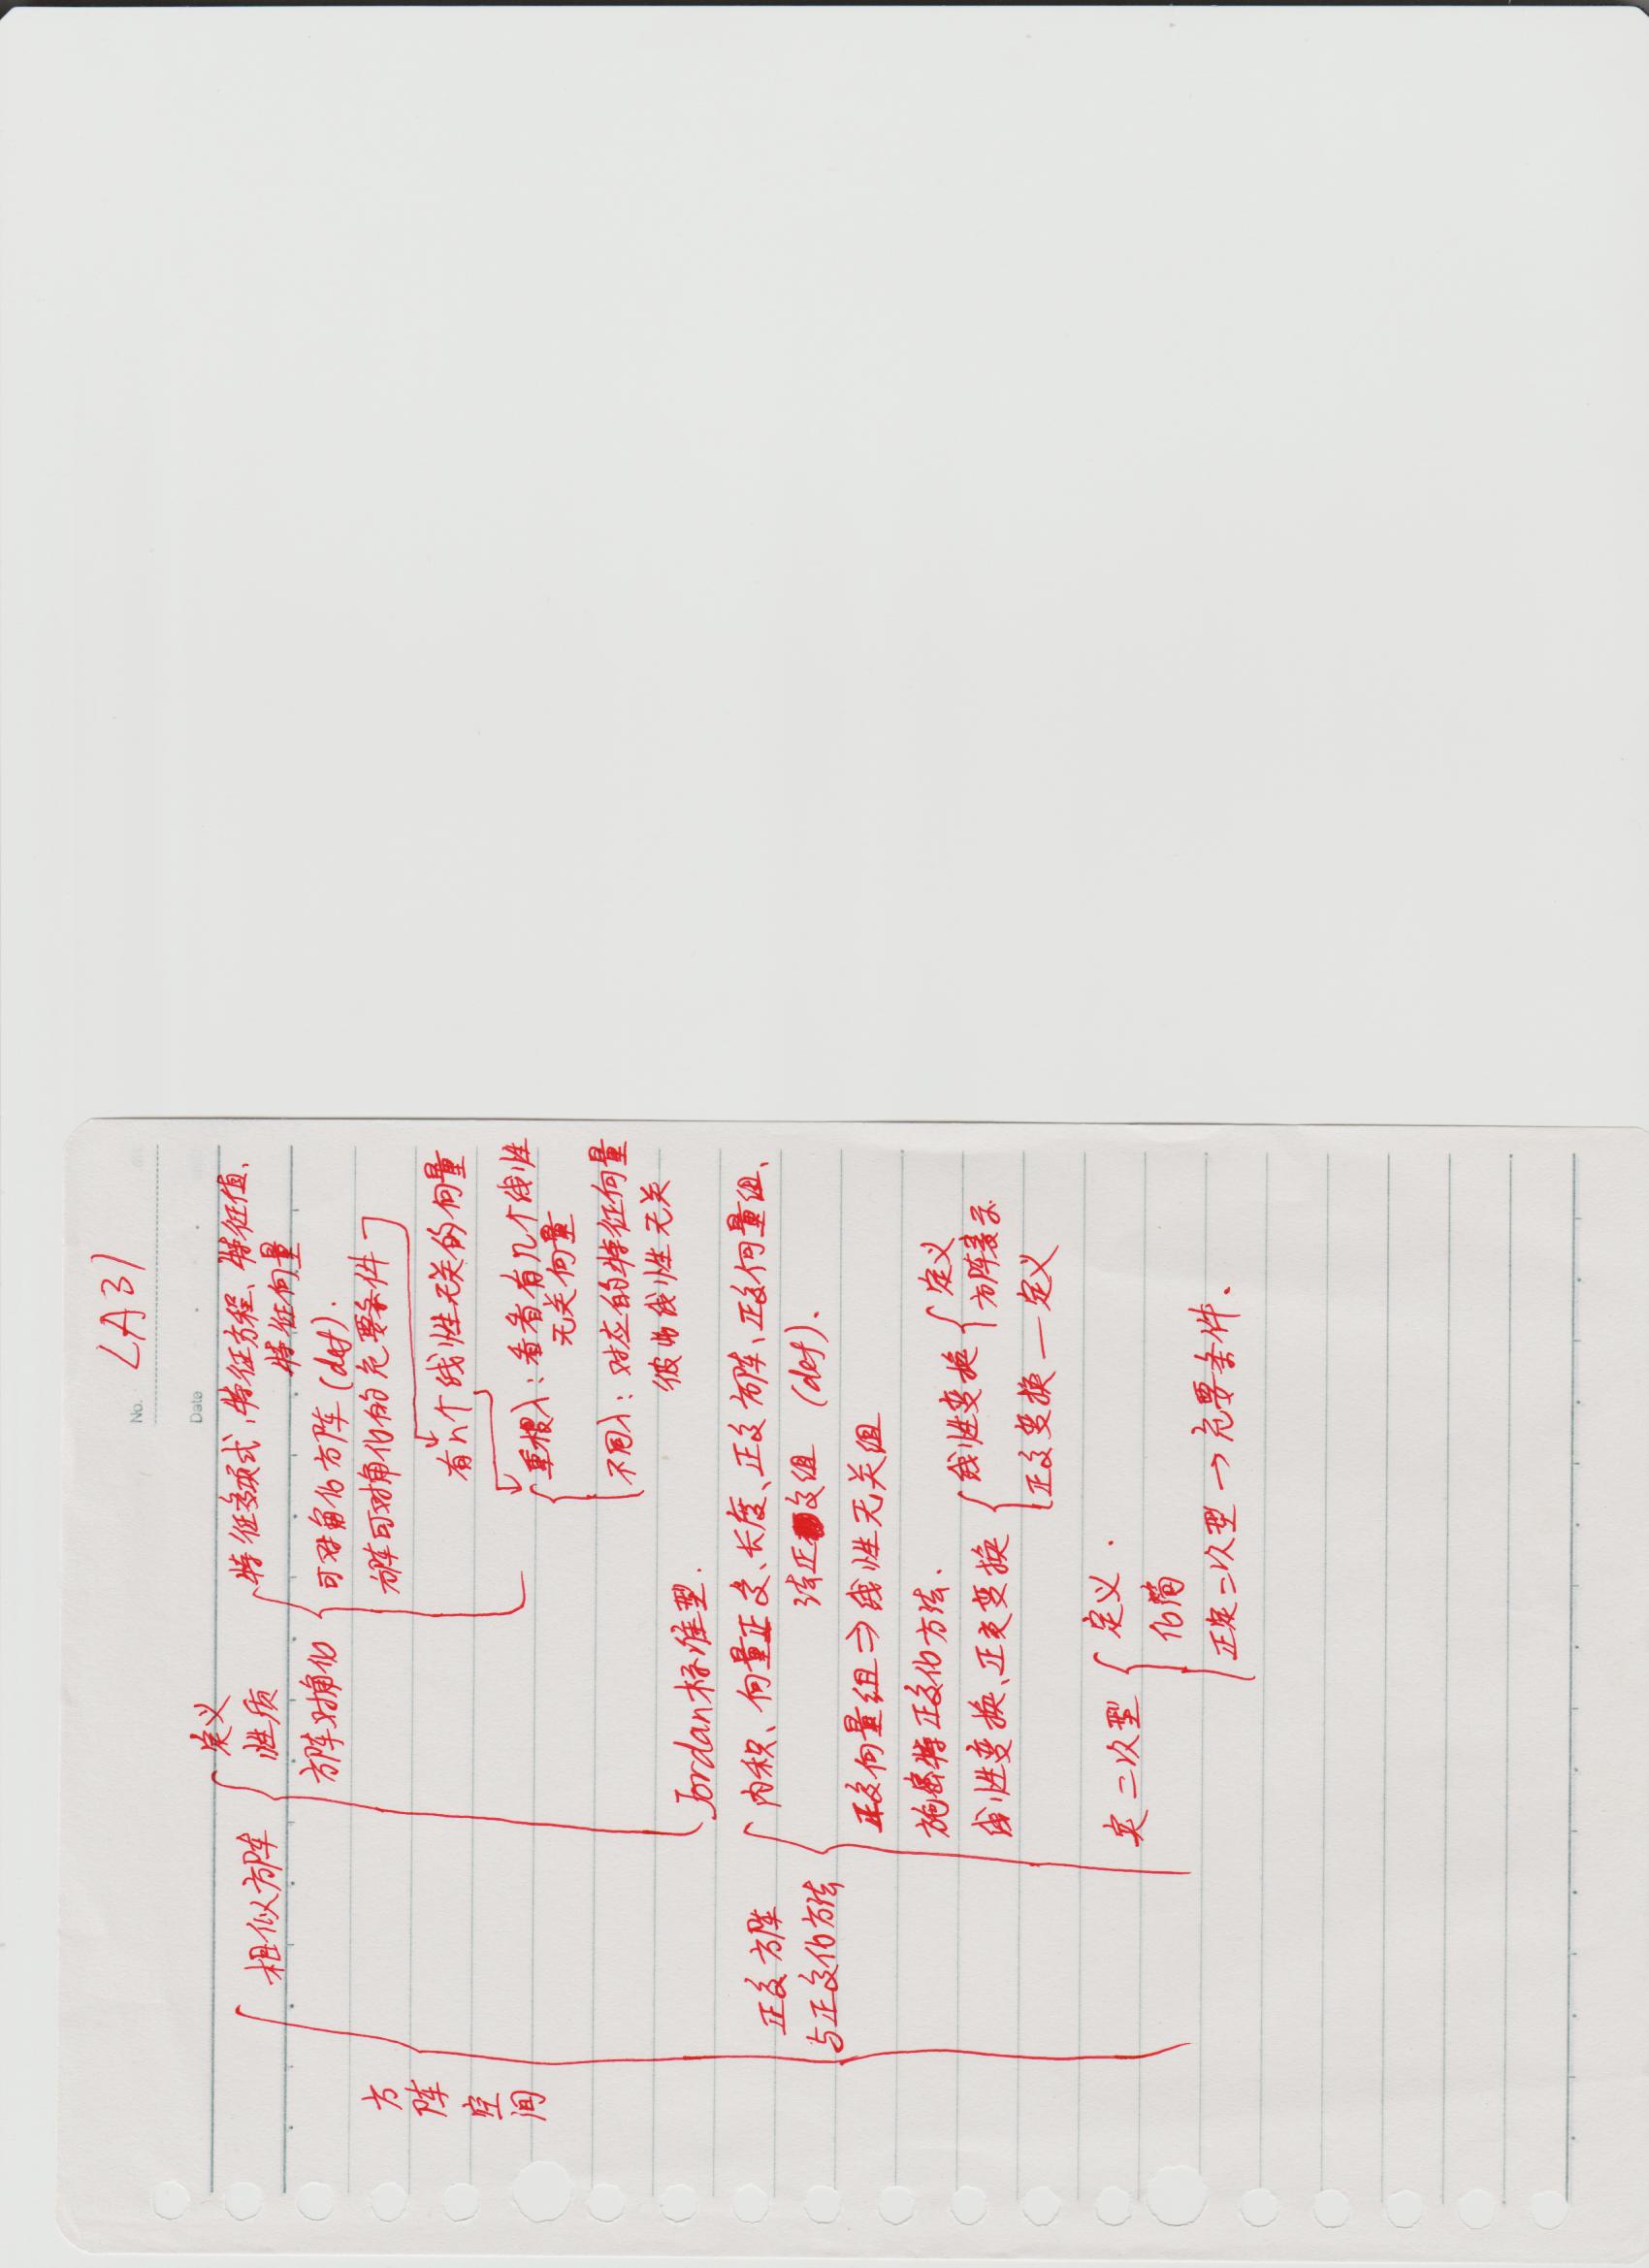 No. LA31
Date
定义
相似方阵
性质
特征多项式、特征方程、特征值、
特征向量
方阵对角化
可对角化方阵(def).
方阵可对角化的充要条件
方阵空间
有n个线性无关的向量
重根λ:看看有几个线性
无关向量
不同λ:对应的特征向量
彼此线性无关
Jordan标准型.
正交方阵
与正交化方法
内积、向量正交、长度、正交方阵、正交向量组、
法正交组 (def).
正交向量组⇒线性无关组
施密特正交化方法.
线性变换、正交变换
线性变换
定义
方阵表示
正交变换—定义
实二次型
定义.
化简
正定二次型→充要条件.